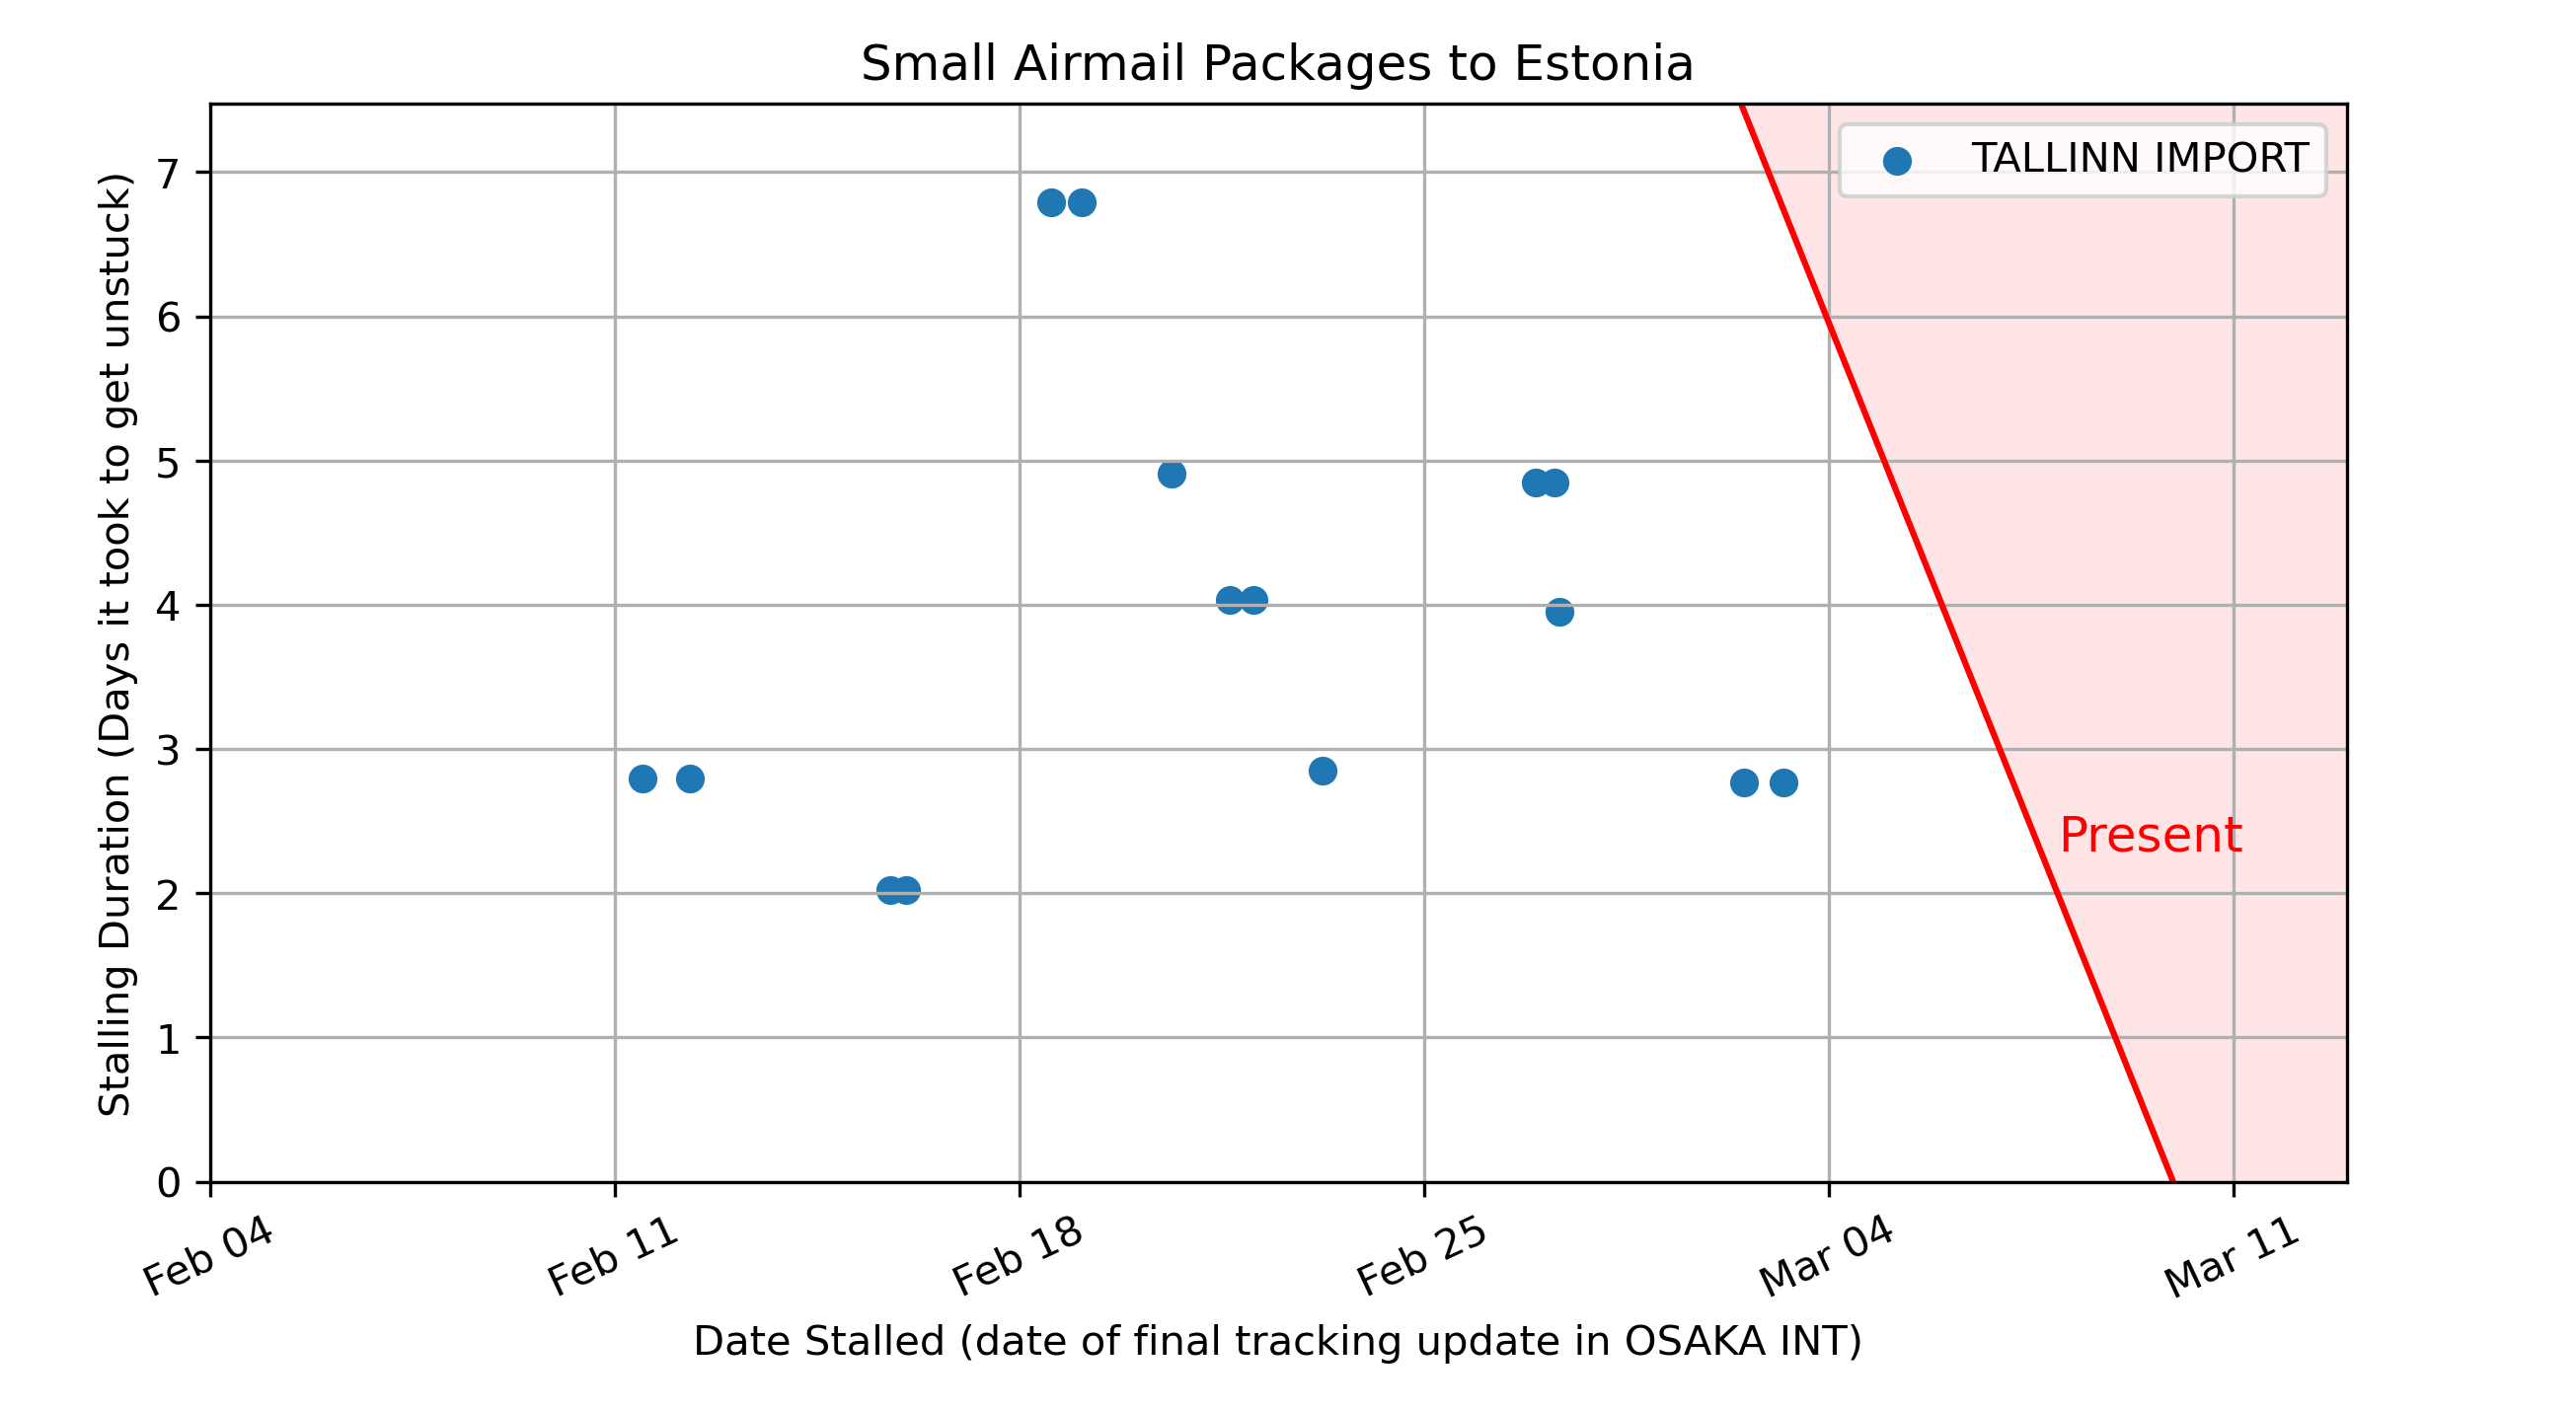 Small Airmail Packages to Estonia
Stalling Duration (Days it took to get unstuck)
7
6
5
4
3
2
1
0
TALLINN IMPORT
Present
Feb 04
Feb 11
Feb 18
Feb 25
Mar 04
Mar 11
Date Stalled (date of final tracking update in OSAKA INT)